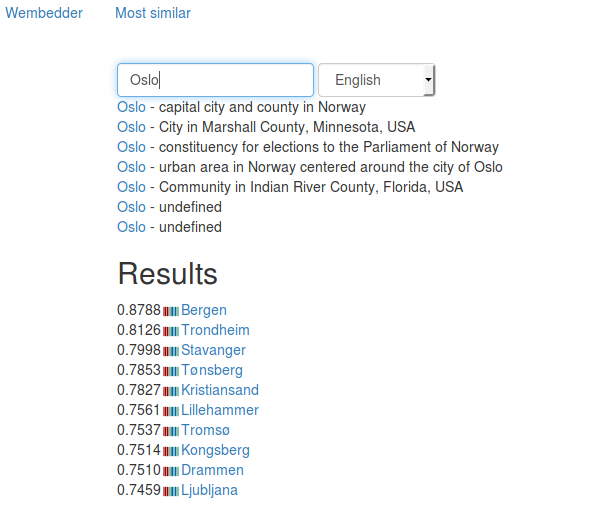 Wembedder Most similar
Oslo English
Oslo - capital city and county in Norway
Oslo - City in Marshall County, Minnesota, USA
Oslo - constituency for elections to the Parliament of Norway
Oslo - urban area in Norway centered around the city of Oslo
Oslo - Community in Indian River County, Florida, USA
Oslo - undefined
Oslo - undefined
Results
0.8788 Bergen
0.8126 Trondheim
0.7998 Stavanger
0.7853 Tønsberg
0.7827 Kristiansand
0.7561 Lillehammer
0.7537 Tromsø
0.7514 Kongsberg
0.7510 Drammen
0.7459 Ljubljana